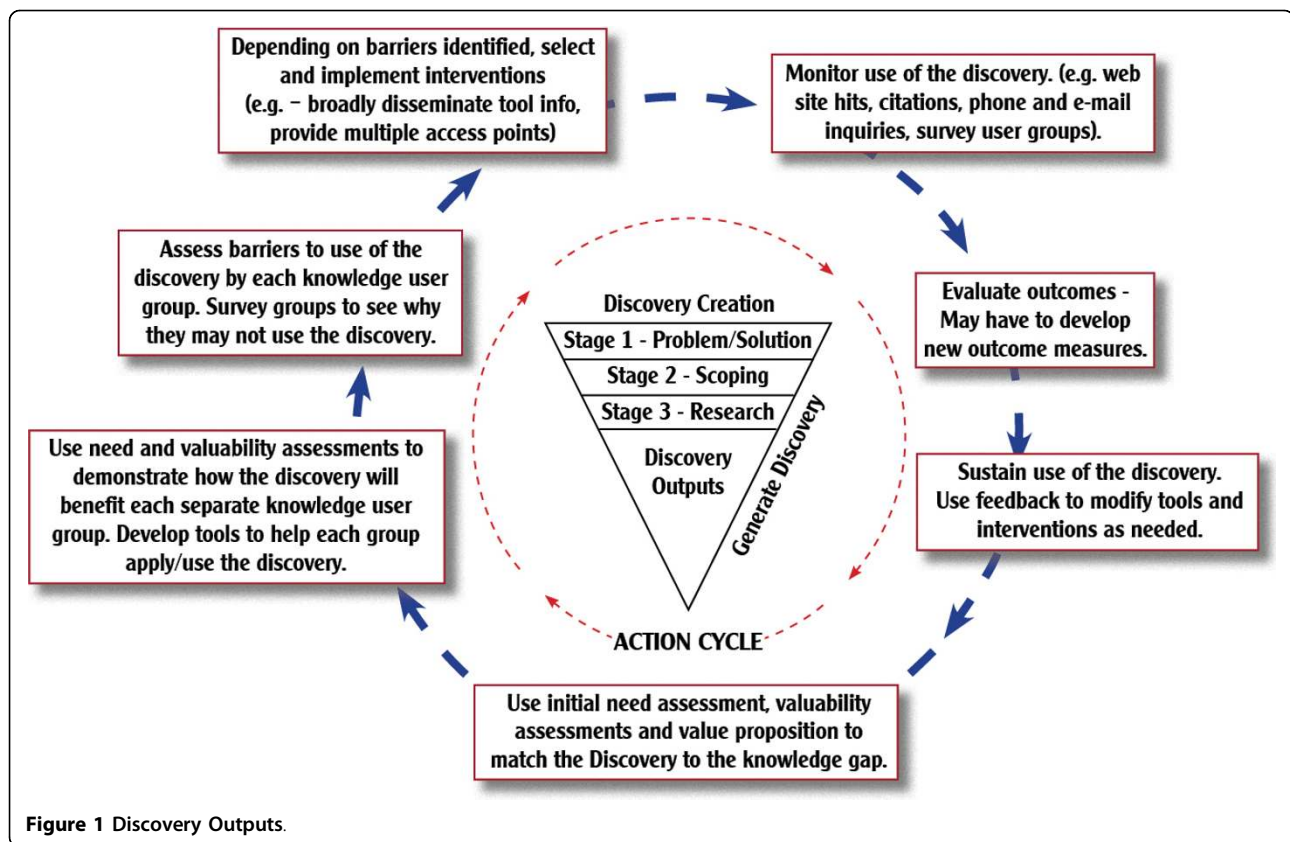 Depending on barriers identified, select
and implement interventions
(e.g. – broadly disseminate tool info,
provide multiple access points)
Monitor use of the discovery. (e.g. web
site hits, citations, phone and e-mail
inquiries, survey user groups).
Assess barriers to use of the
discovery by each knowledge user
group. Survey groups to see why
they may not use the discovery.
Evaluate outcomes -
May have to develop
new outcome measures.
Use need and valuability assessments to
demonstrate how the discovery will
benefit each separate knowledge user
group. Develop tools to help each group
apply/use the discovery.
Sustain use of the discovery.
Use feedback to modify tools and
interventions as needed.
Use initial need assessment, valuability
assessments and value proposition to
match the Discovery to the knowledge gap.
Discovery Creation
Stage 1 - Problem/Solution
Stage 2 - Scoping
Stage 3 - Research
Discovery
Outputs
Generate Discovery
ACTION CYCLE
Figure 1 Discovery Outputs.